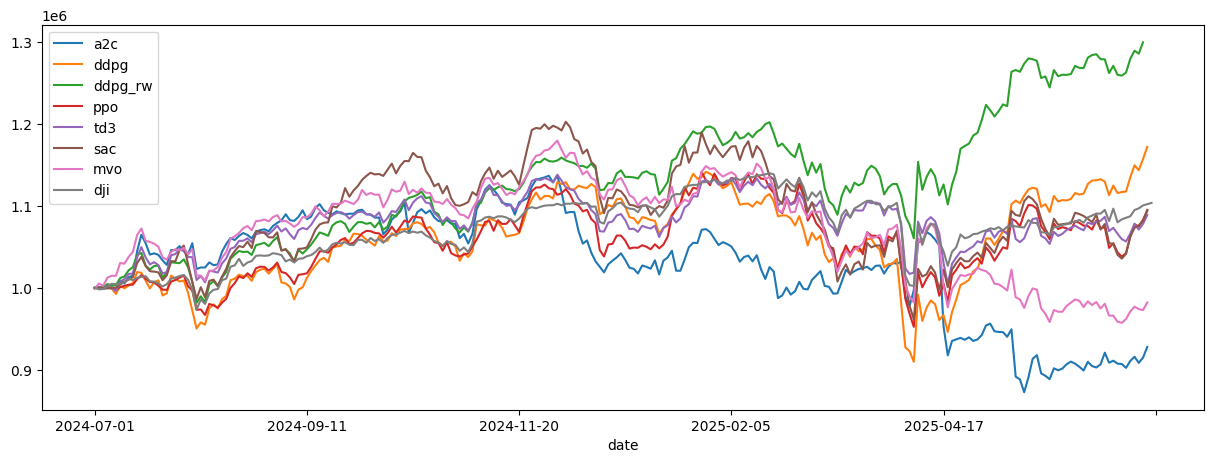 1e6
1.3
1.2
1.1
1.0
0.9
a2c
ddpg
ddpg_rw
ppo
td3
sac
mvo
dji
2024-07-01
2024-09-11
2024-11-20
2025-02-05
2025-04-17
date